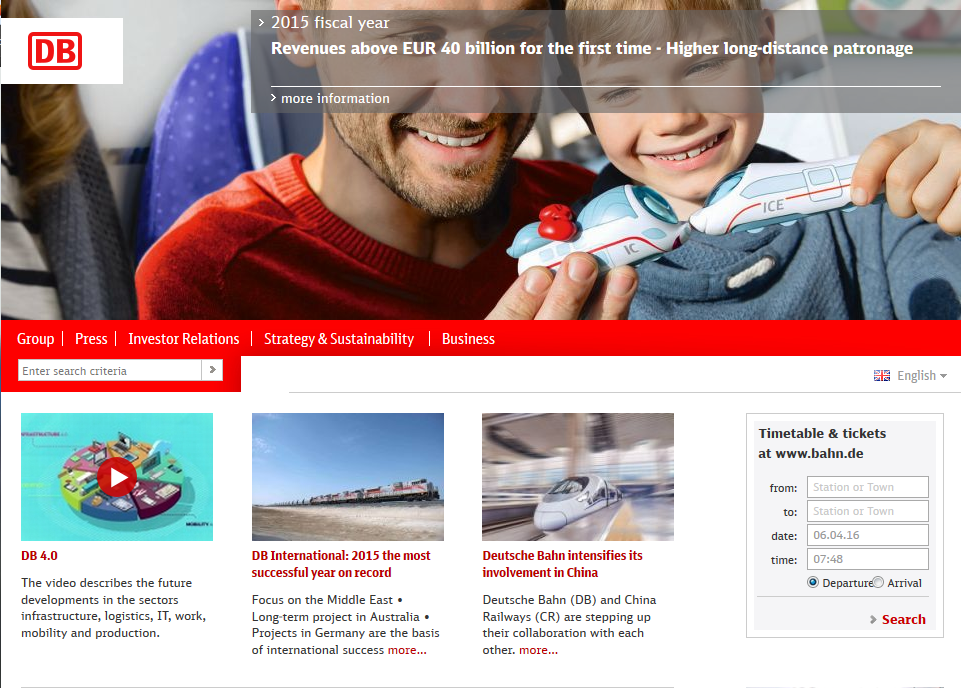 DB
2015 fiscal year
Revenues above EUR 40 billion for the first time - Higher long-distance patronage
more information
IC
ICE
Group
Press
Investor Relations
Strategy & Sustainability
Business
Enter search criteria
English
INFRASTRUCTURE 4.0
MOBILITY
DB 4.0
The video describes the future
developments in the sectors
infrastructure, logistics, IT, work,
mobility and production.
DB International: 2015 the most
successful year on record
Focus on the Middle East •
Long-term project in Australia •
Projects in Germany are the basis
of international success more...
Deutsche Bahn intensifies its
involvement in China
Deutsche Bahn (DB) and China
Railways (CR) are stepping up
their collaboration with each
other. more...
Timetable & tickets
at www.bahn.de
from: Station or Town
to: Station or Town
date: 06.04.16
time: 07:48
Departure Arrival
Search